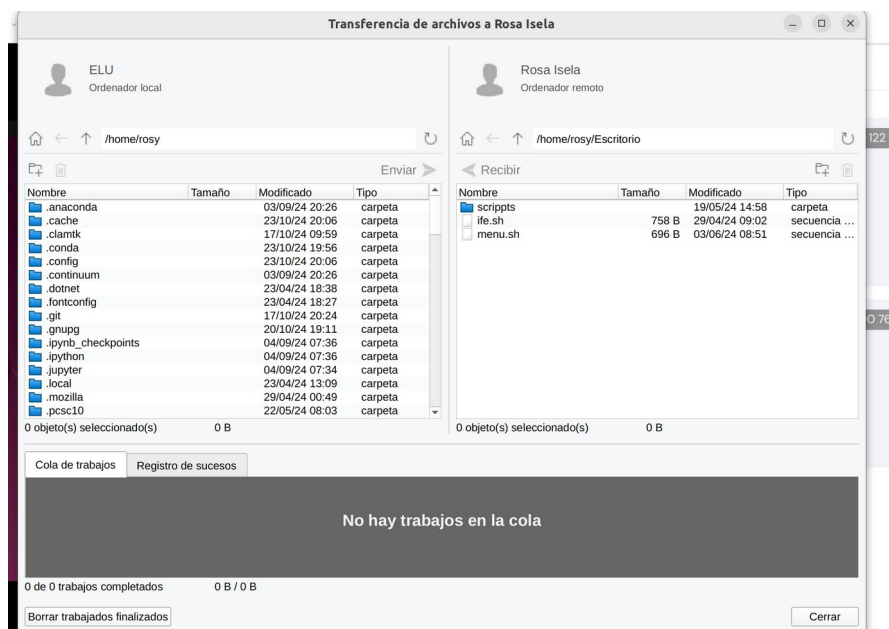 Transferencia de archivos a Rosa Isela
ELU
Ordenador local
Rosa Isela
Ordenador remoto
/home/rosy
/home/rosy/Escritorio
122
Enviar
Recibir
Nombre Tamaño Modificado Tipo
.anaconda 03/09/24 20:26 carpeta
.cache 23/10/24 20:06 carpeta
.clamtk 17/10/24 09:59 carpeta
.conda 23/10/24 19:56 carpeta
.config 23/10/24 20:06 carpeta
.continuum 03/09/24 20:26 carpeta
.dotnet 23/04/24 18:38 carpeta
.fontconfig 23/04/24 18:27 carpeta
.git 17/10/24 20:24 carpeta
.gnupg 20/10/24 19:11 carpeta
.ipynb_checkpoints 04/09/24 07:36 carpeta
.ipython 04/09/24 07:36 carpeta
.jupyter 04/09/24 07:34 carpeta
.local 23/04/24 13:09 carpeta
.mozilla 29/04/24 00:49 carpeta
.pcsc10 22/05/24 08:03 carpeta
0 objeto(s) seleccionado(s) 0 B
Nombre Tamaño Modificado Tipo
scrippts 19/05/24 14:58 carpeta
ife.sh 758 B 29/04/24 09:02 secuencia ...
menu.sh 696 B 03/06/24 08:51 secuencia ...
O 76
0 objeto(s) seleccionado(s) 0 B
Cola de trabajos Registro de sucesos
No hay trabajos en la cola
0 de 0 trabajos completados 0 B / 0 B
Borrar trabajados finalizados Cerrar